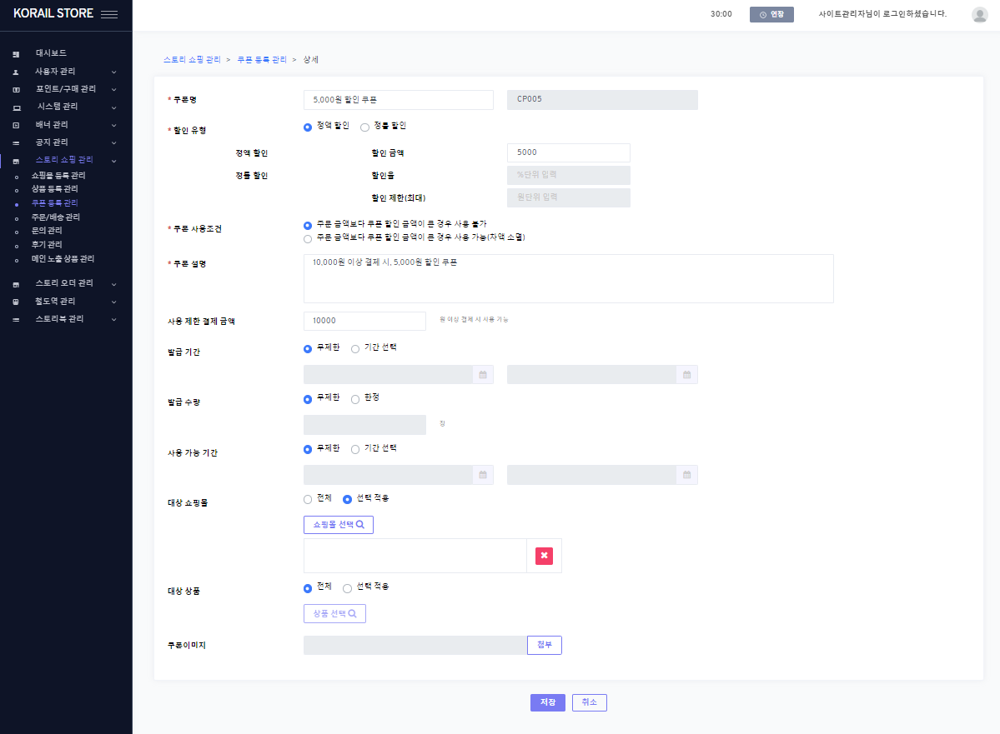 KORAIL STORE
30:00
연장
사이트관리자님이 로그인하셨습니다.
대시보드
사용자 관리
포인트/구매 관리
시스템 관리
배너 관리
공지 관리
스토리 쇼핑 관리
쇼핑몰 등록 관리
상품 등록 관리
쿠폰 등록 관리
주문/배송 관리
문의 관리
후기 관리
메인 노출 상품 관리
스토리 오더 관리
철도역 관리
스토리북 관리
스토리 쇼핑 관리 > 쿠폰 등록 관리 > 상세
* 쿠폰명 5,000원 할인 쿠폰 CP005
* 할인 유형 정액 할인 정률 할인
정액 할인 할인 금액 5000
정률 할인 할인율 %단위 입력
할인 제한(최대) 원단위 입력
* 쿠폰 사용조건 주문 금액보다 쿠폰 할인 금액이 큰 경우 사용 불가
주문 금액보다 쿠폰 할인 금액이 큰 경우 사용 가능(차액 소멸)
* 쿠폰 설명 10,000원 이상 결제 시, 5,000원 할인 쿠폰
사용 제한 결제 금액 10000 원 이상 결제 시 사용 가능
발급 기간 무제한 기간 선택
발급 수량 무제한 한정
장
사용 가능 기간 무제한 기간 선택
대상 쇼핑몰 전체 선택 적용
쇼핑몰 선택
대상 상품 전체 선택 적용
상품 선택
쿠폰이미지 첨부
저장 취소